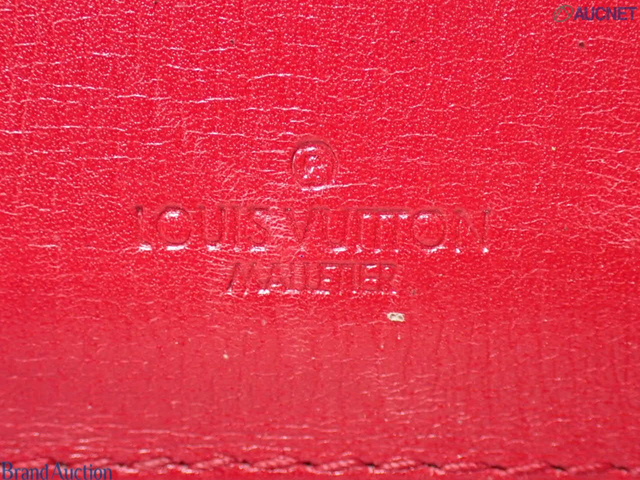 AUCNET
®
LOUIS VUITTON
MALLETIER
Brand Auction